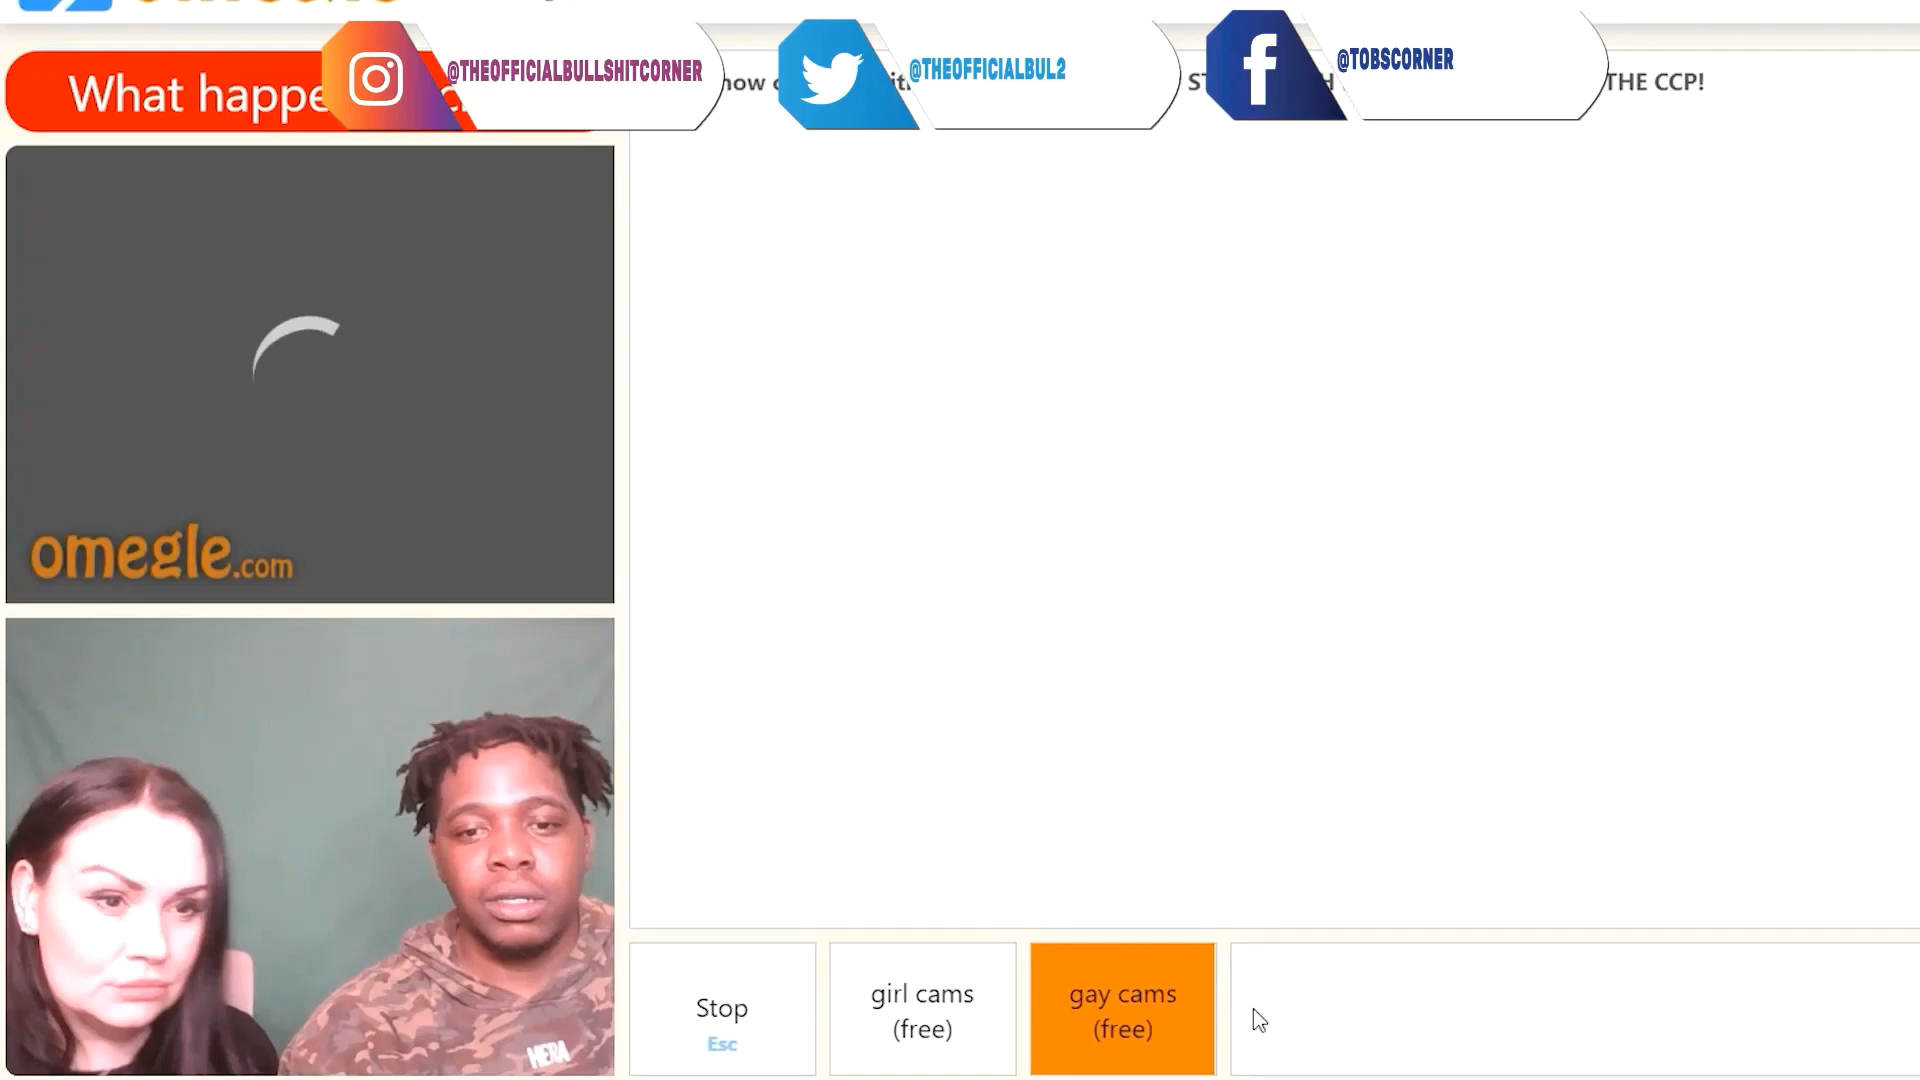 What happe
@THEOFFICIALBULLSHITCORNER
@THEOFFICIALBUL2
@TOBSCORNER
THE CCP!
omegle.com
HERA
Stop
Esc
girl cams
(free)
gay cams
(free)